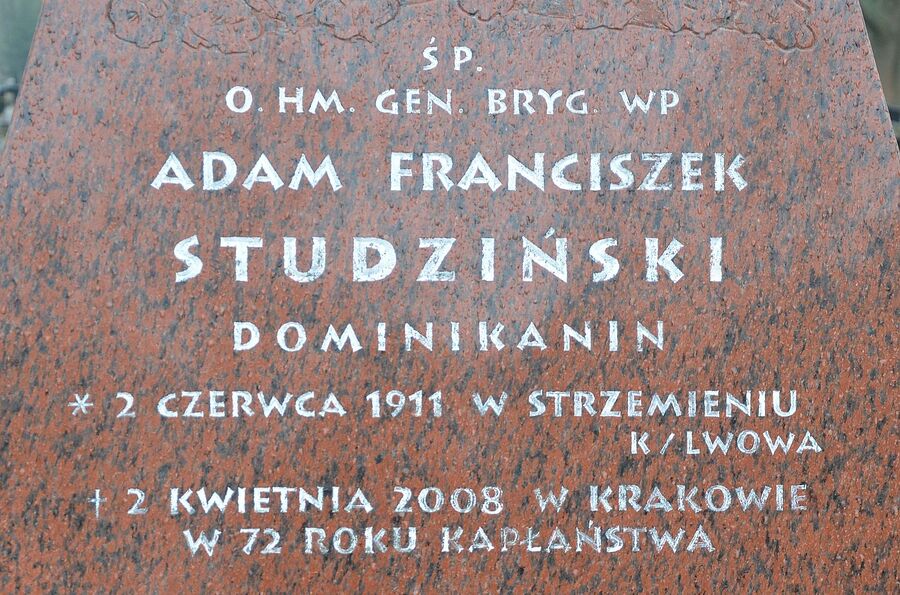 Ś P.
O. HM. GEN. BRYG. WP
ADAM FRANCISZEK
STUDZIŃSKI
DOMINIKANIN
* 2 CZERWCA 1911 W STRZEMIENIU
K/LWOWA
† 2 KWIETNIA 2008 W KRAKOWIE
W 72 ROKU KAPŁAŃSTWA